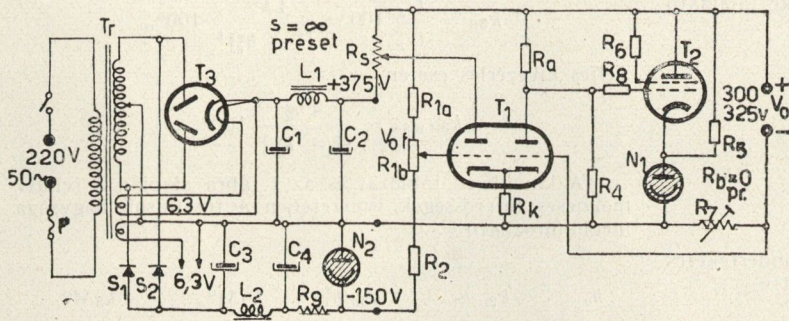 Tr
220V
50~
P
S1
S2
6,3V
6,3V
T3
s = ∞
preset
L1
+375V
C1
C2
C3
C4
L2
R9
N2
-150V
Rs
R1a
Vo f
R1b
R2
T1
Ra
Rk
R4
R6
R8
T2
N1
R5
Rb=0
pr.
R7
300
325V
+
Vo
-